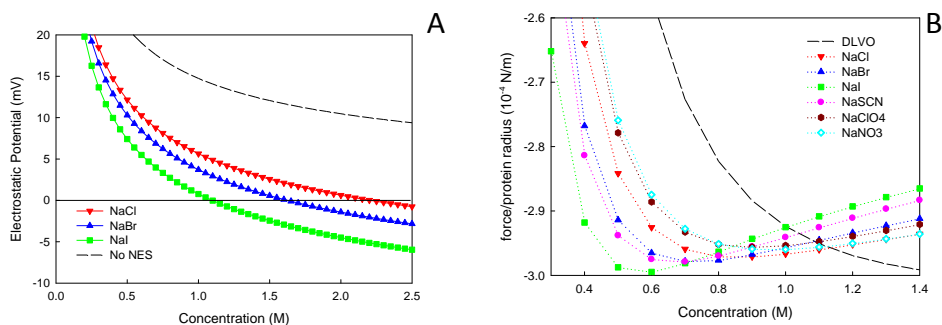 A
20
15
10
5
0
-5
-10
Electrostatic Potential (mV)
NaCl
NaBr
NaI
No NES
0.0 0.5 1.0 1.5 2.0 2.5
Concentration (M)
B
-2.6
-2.7
-2.8
-2.9
-3.0
force/protein radius (10⁻⁴ N/m)
DLVO
NaCl
NaBr
NaI
NaSCN
NaClO4
NaNO3
0.4 0.6 0.8 1.0 1.2 1.4
Concentration (M)